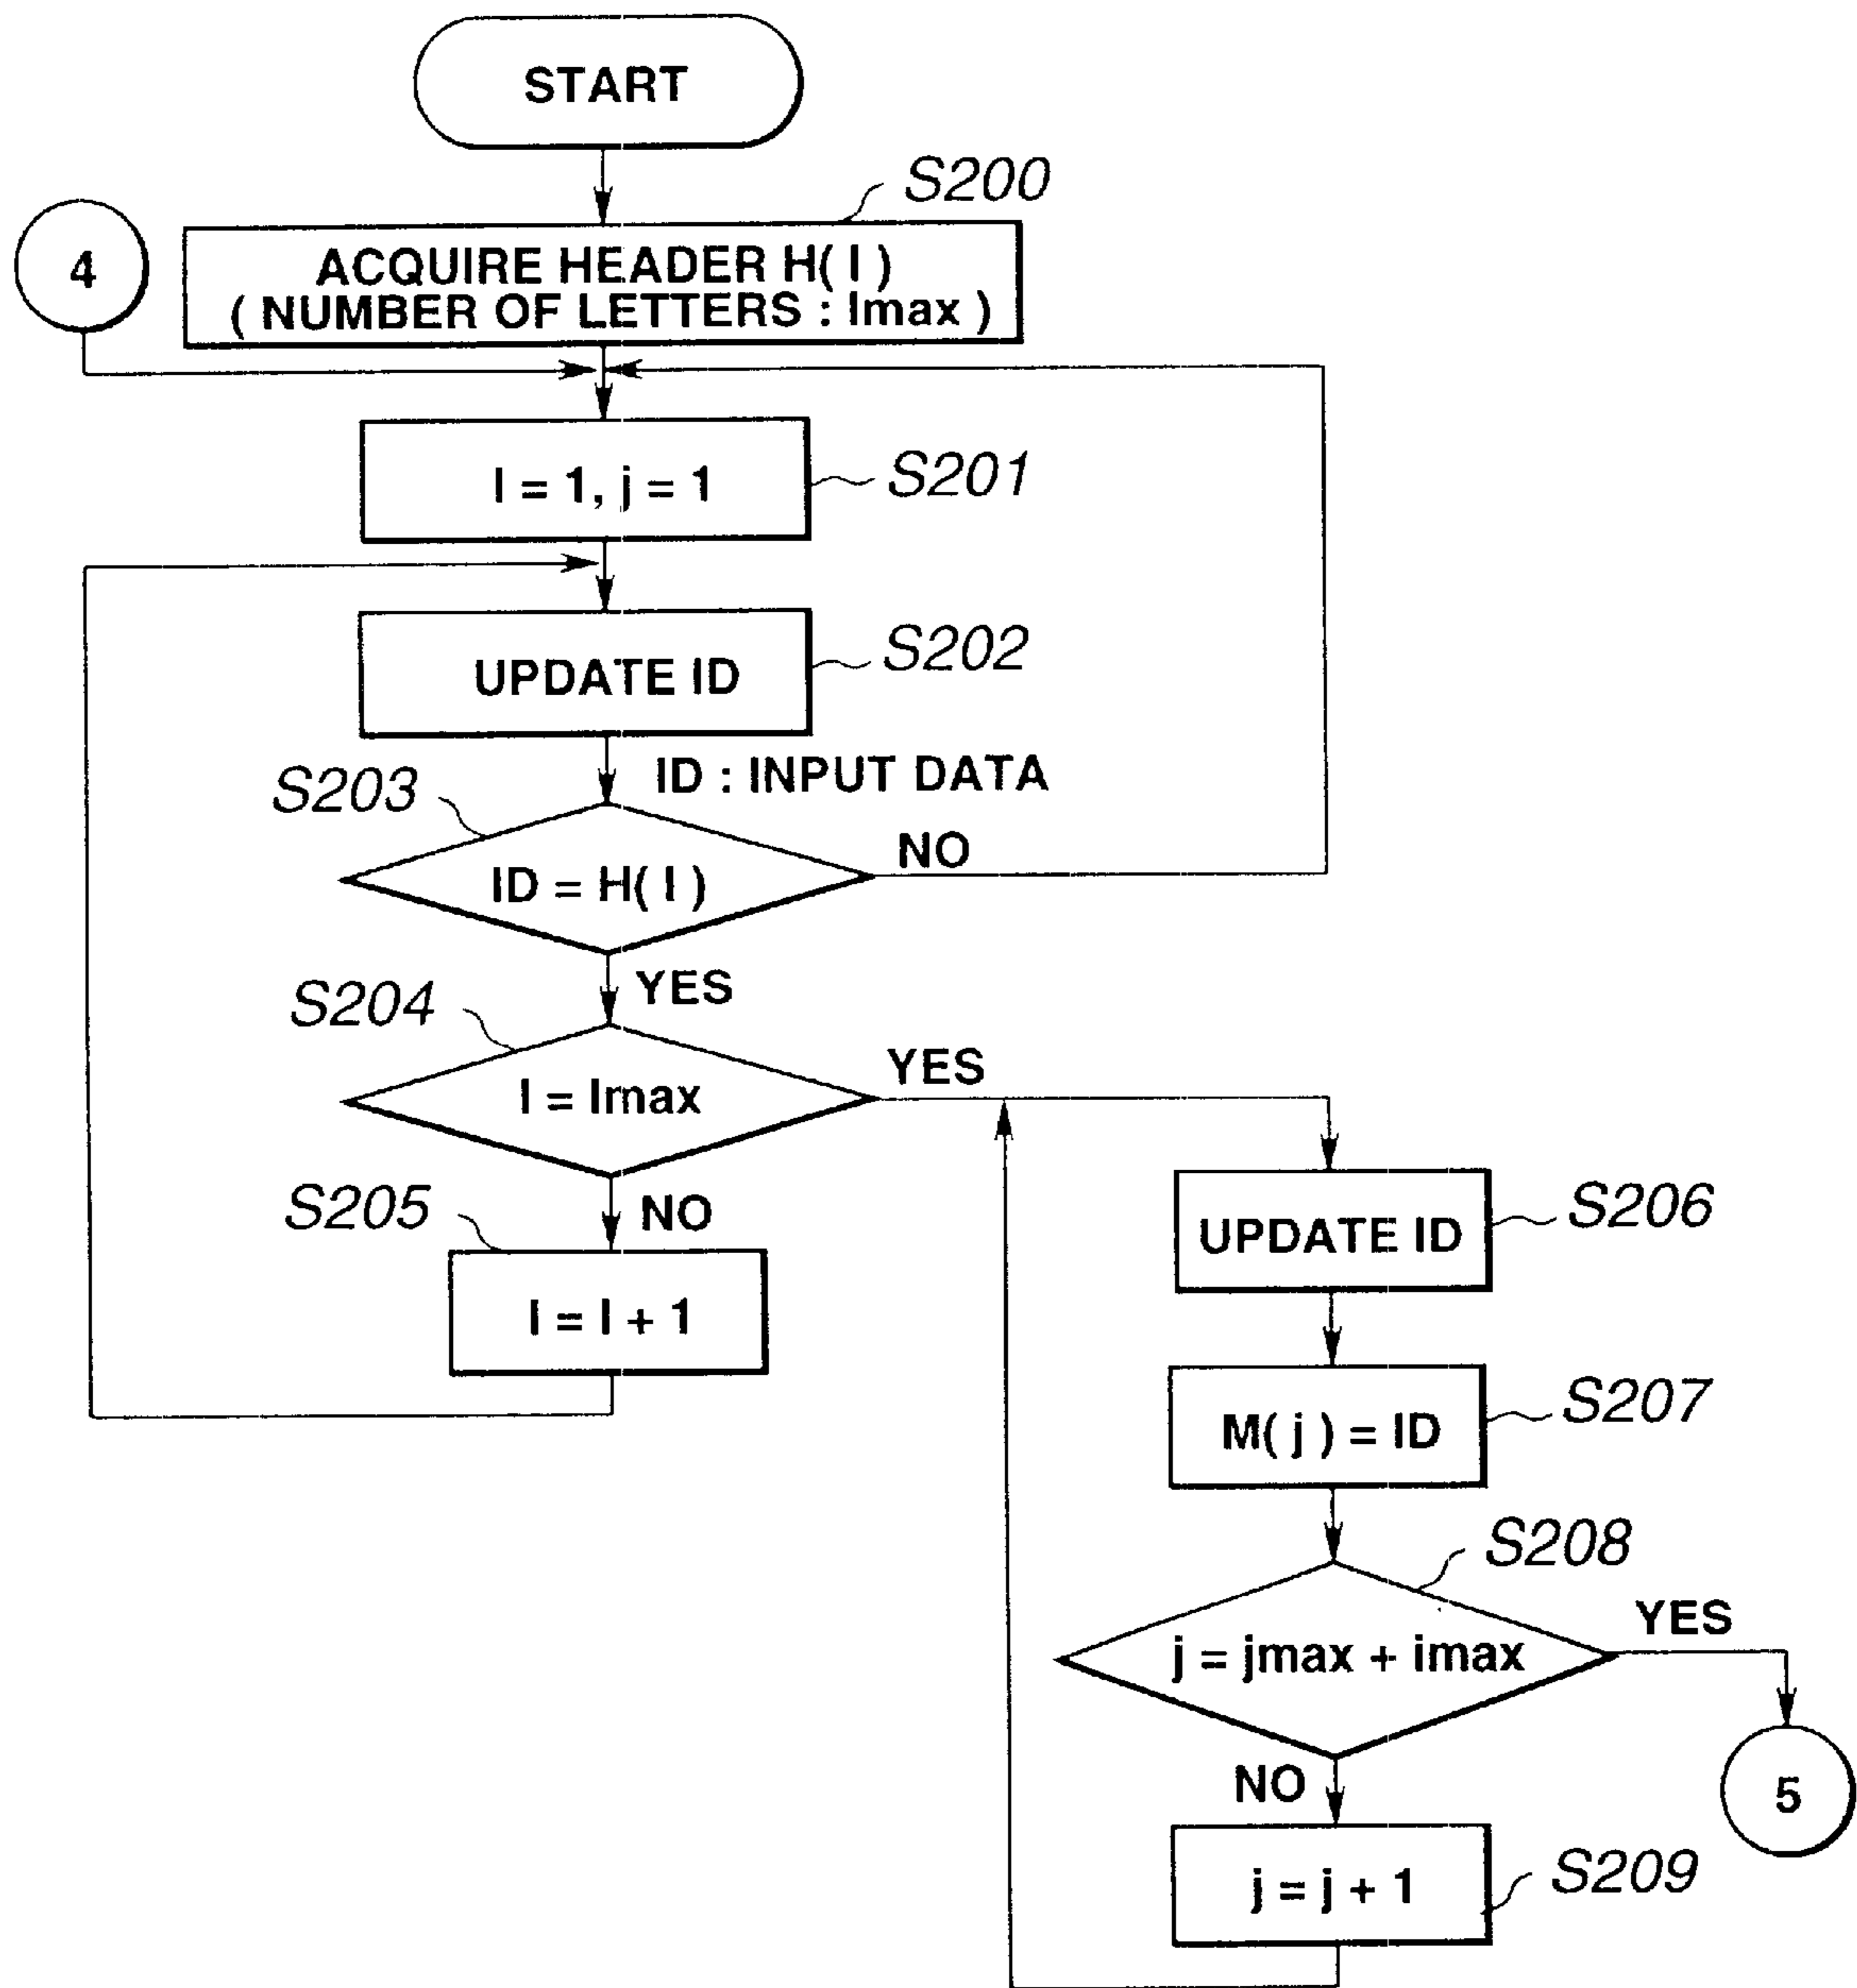 START
S200
4
ACQUIRE HEADER H( I )
( NUMBER OF LETTERS : Imax )
I = 1, j = 1
S201
UPDATE ID
S202
ID : INPUT DATA
S203
ID = H( I )
NO
YES
S204
I = Imax
YES
S205
NO
I = I + 1
UPDATE ID
S206
M( j ) = ID
S207
S208
j = jmax + imax
YES
NO
5
j = j + 1
S209